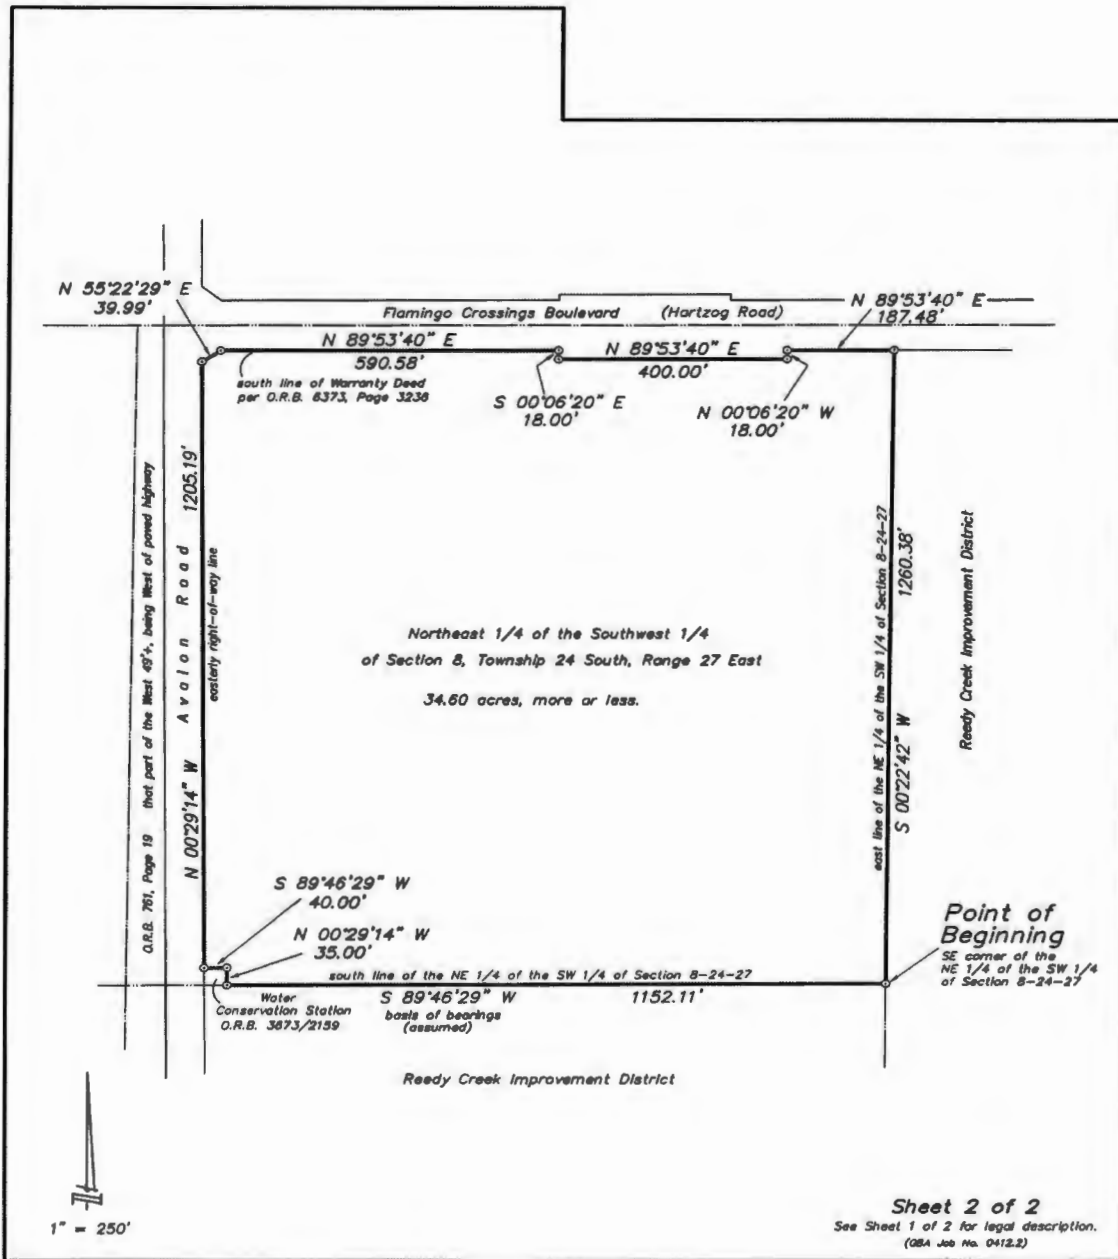 N 55°22'29" E
39.99'
Flamingo Crossings Boulevard (Hartzog Road)
N 89°53'40" E
187.48'
N 89°53'40" E
590.58'
N 89°53'40" E
400.00'
south line of Warranty Deed
per O.R.B. 6373, Page 3236
S 00°06'20" E
18.00'
N 00°06'20" W
18.00'
O.R.B. 761, Page 19 that part of the West 49'+, being West of paved highway
N 00°29'14" W Avalon Road 1205.19'
easterly right-of-way line
Northeast 1/4 of the Southwest 1/4
of Section 8, Township 24 South, Range 27 East
34.60 acres, more or less.
east line of the NE 1/4 of the SW 1/4 of Section 8-24-27
S 00°22'42" W 1260.38'
Reedy Creek Improvement District
S 89°46'29" W
40.00'
N 00°29'14" W
35.00'
south line of the NE 1/4 of the SW 1/4 of Section 8-24-27
S 89°46'29" W 1152.11'
basis of bearings
(assumed)
Water
Conservation Station
O.R.B. 3673/2159
Point of
Beginning
SE corner of the
NE 1/4 of the SW 1/4
of Section 8-24-27
Reedy Creek Improvement District
1" = 250'
Sheet 2 of 2
See Sheet 1 of 2 for legal description.
(GBA Job No. 0412.2)